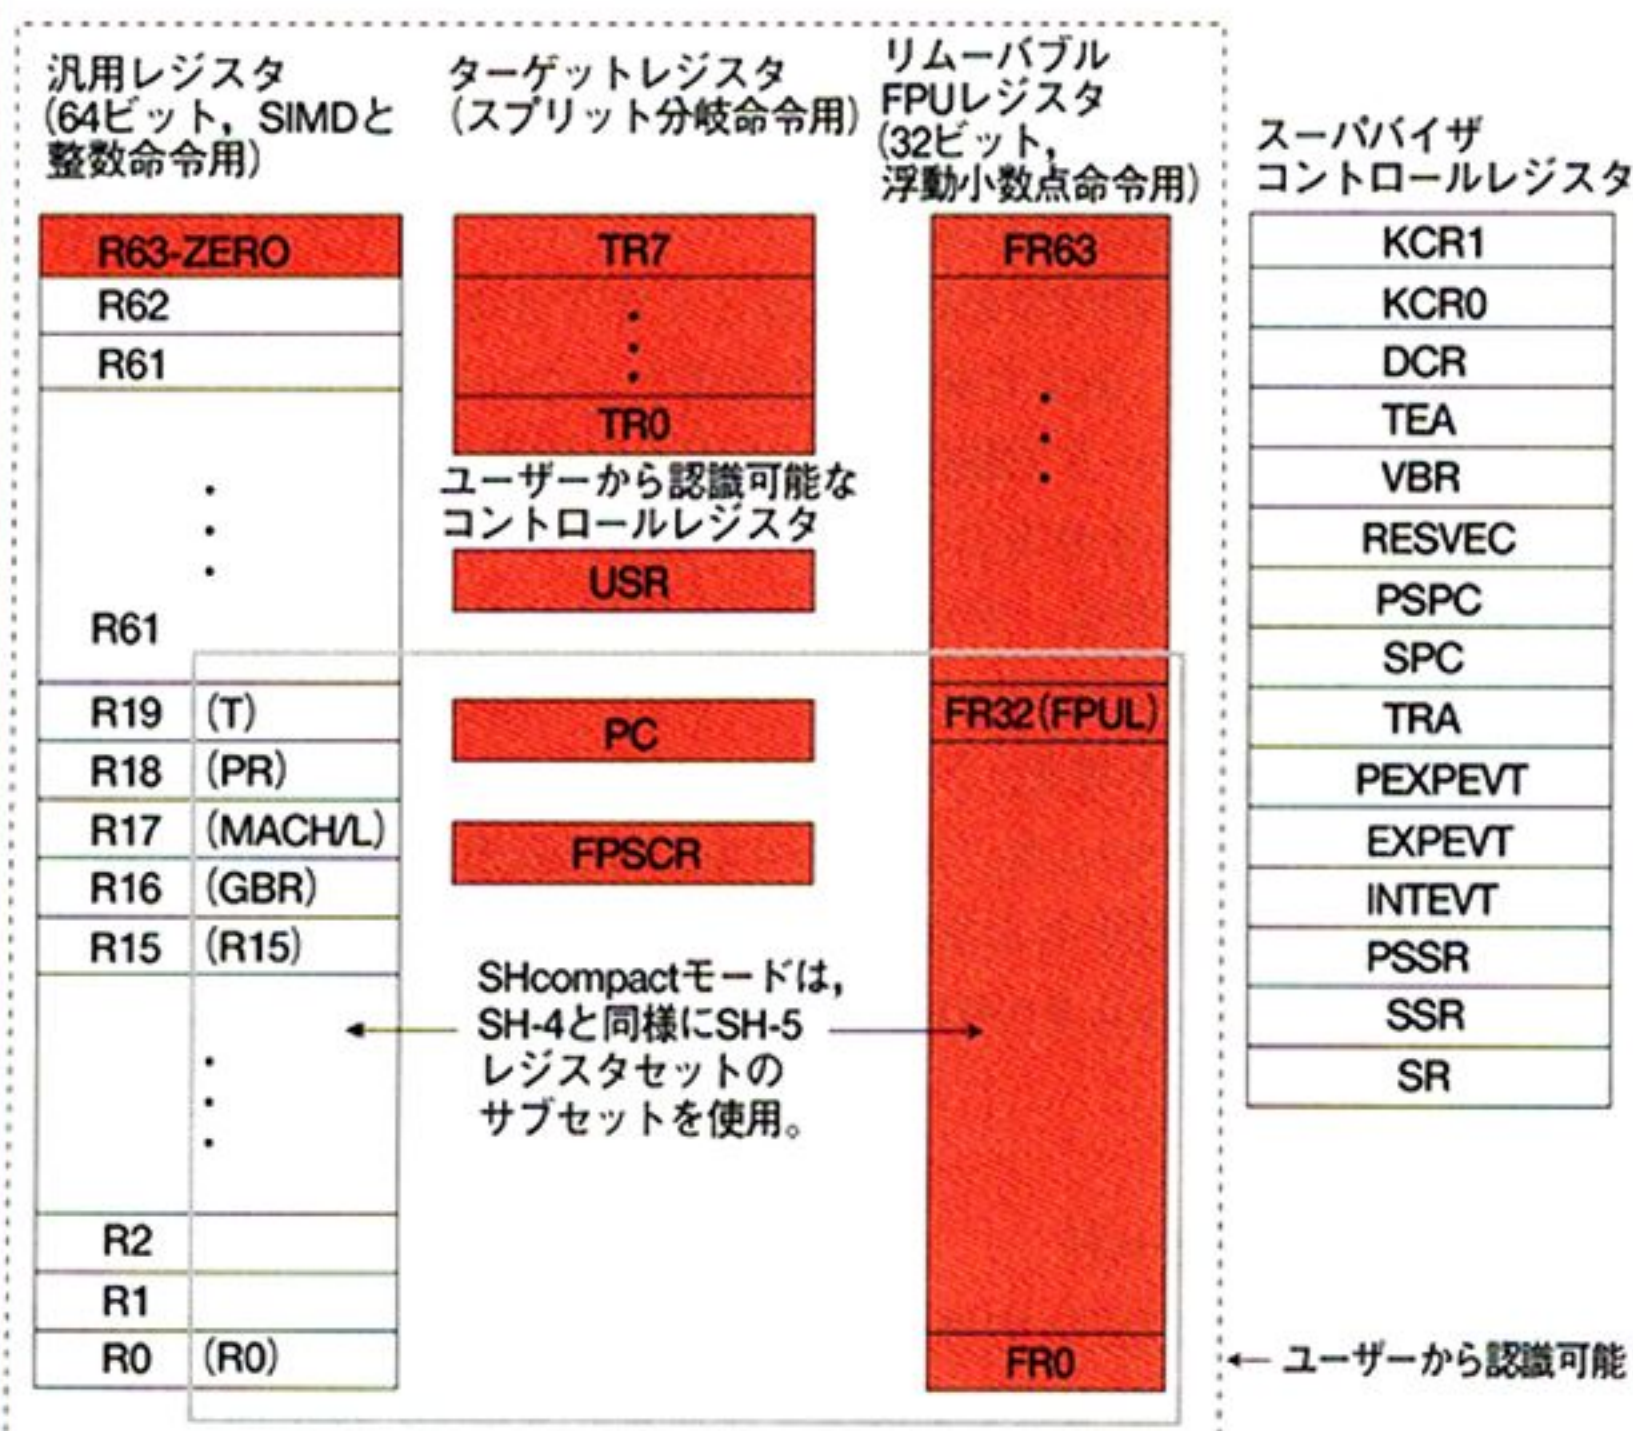 汎用レジスタ
(64ビット, SIMDと
整数命令用)
R63-ZERO
R62
R61
R61
R19 (T)
R18 (PR)
R17 (MACH/L)
R16 (GBR)
R15 (R15)
R2
R1
R0 (R0)
ターゲットレジスタ
(スプリット分岐命令用)
TR7
TR0
ユーザーから認識可能な
コントロールレジスタ
USR
PC
FPSCR
SHcompactモードは,
SH-4と同様にSH-5
レジスタセットの
サブセットを使用。
リムーバブル
FPUレジスタ
(32ビット,
浮動小数点命令用)
FR63
FR32(FPUL)
FR0
スーパバイザ
コントロールレジスタ
KCR1
KCR0
DCR
TEA
VBR
RESVEC
PSPC
SPC
TRA
PEXPEVT
EXPEVT
INTEVT
PSSR
SSR
SR
←ユーザーから認識可能